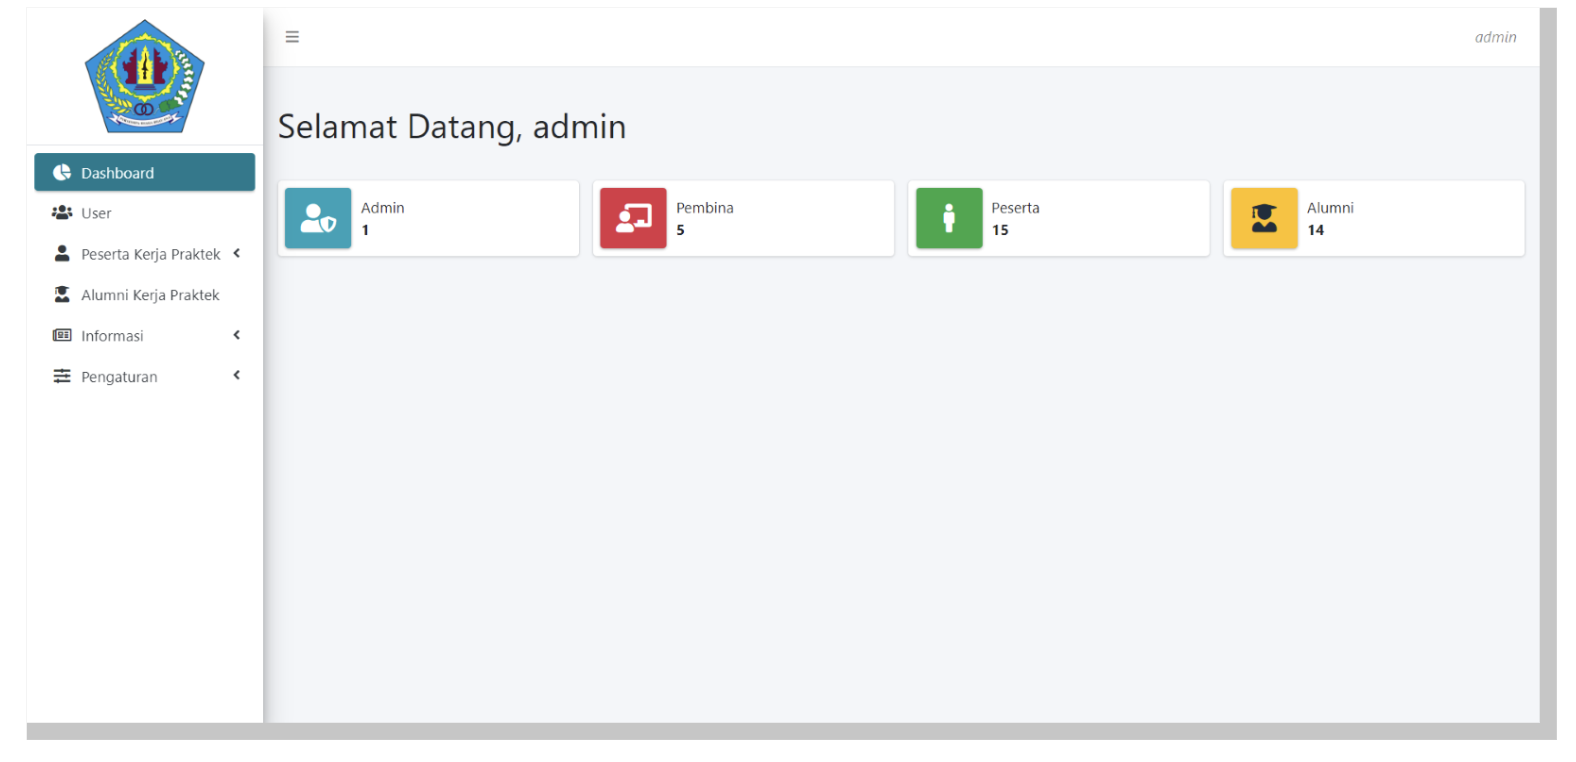 admin
Selamat Datang, admin
Dashboard
User
Peserta Kerja Praktek
Alumni Kerja Praktek
Informasi
Pengaturan
Admin
1
Pembina
5
Peserta
15
Alumni
14